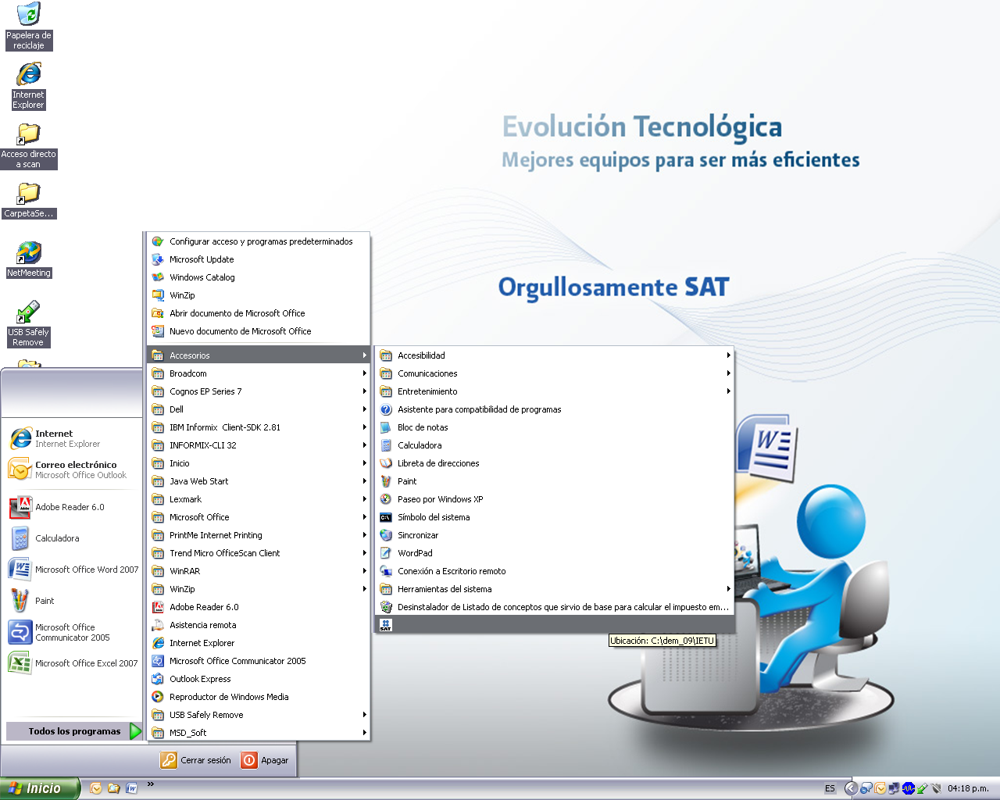 Papelera de
reciclaje
Internet
Explorer
Acceso directo
a scan
CarpetaSe...
NetMeeting
USB Safely
Remove
Evolución Tecnológica
Mejores equipos para ser más eficientes
Orgullosamente SAT
Internet
Internet Explorer
Correo electrónico
Microsoft Office Outlook
Adobe Reader 6.0
Calculadora
Microsoft Office Word 2007
Paint
Microsoft Office
Communicator 2005
Microsoft Office Excel 2007
Todos los programas
Configurar acceso y programas predeterminados
Microsoft Update
Windows Catalog
WinZip
Abrir documento de Microsoft Office
Nuevo documento de Microsoft Office
Accesorios
Broadcom
Cognos EP Series 7
Dell
IBM Informix Client-SDK 2.81
INFORMIX-CLI 32
Inicio
Java Web Start
Lexmark
Microsoft Office
PrintMe Internet Printing
Trend Micro OfficeScan Client
WinRAR
WinZip
Adobe Reader 6.0
Asistencia remota
Internet Explorer
Microsoft Office Communicator 2005
Outlook Express
Reproductor de Windows Media
USB Safely Remove
MSD_Soft
Accesibilidad
Comunicaciones
Entretenimiento
Asistente para compatibilidad de programas
Bloc de notas
Calculadora
Libreta de direcciones
Paint
Paseo por Windows XP
Símbolo del sistema
Sincronizar
WordPad
Conexión a Escritorio remoto
Herramientas del sistema
Desinstalador de Listado de conceptos que sirvio de base para calcular el impuesto em...
SAT
Ubicación: C:\dem_09\IETU
W
Cerrar sesión
Apagar
Inicio
»
ES
04:18 p.m.